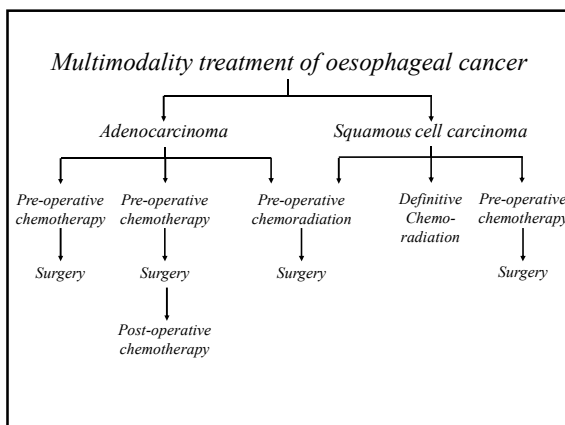 Multimodality treatment of oesophageal cancer
Adenocarcinoma
Squamous cell carcinoma
Pre-operative
chemotherapy
Pre-operative
chemotherapy
Pre-operative
chemoradiation
Definitive
Chemo-
radiation
Pre-operative
chemotherapy
Surgery
Surgery
Surgery
Surgery
Post-operative
chemotherapy